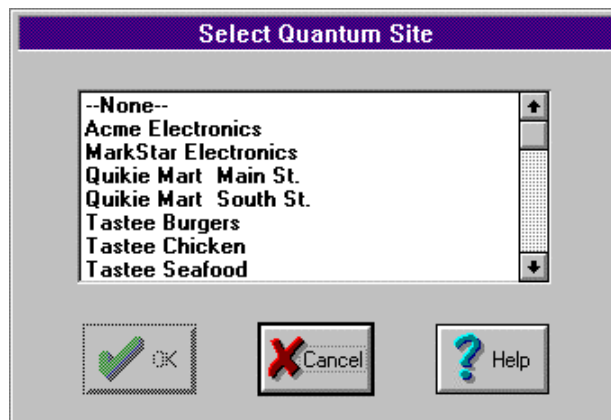 Select Quantum Site
--None--
Acme Electronics
MarkStar Electronics
Quikie Mart  Main St.
Quikie Mart  South St.
Tastee Burgers
Tastee Chicken
Tastee Seafood
OK Cancel Help